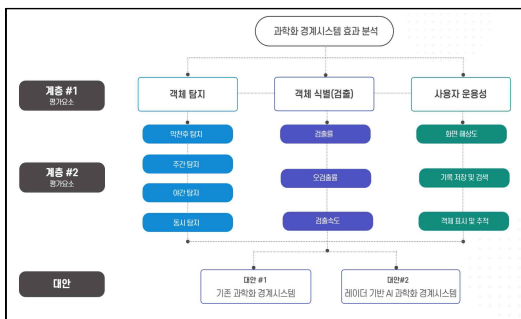 과학화 경계시스템 효과 분석
계층 #1
평가요소
객체 탐지
객체 식별(검출)
사용자 운용성
계층 #2
평가요소
악천후 탐지
주간 탐지
야간 탐지
동시 탐지
검출률
오검출률
검출속도
화면 해상도
기록 저장 및 검색
객체 표시 및 추적
대안
대안 #1
기존 과학화 경계시스템
대안#2
레이더 기반 AI 과학화 경계시스템